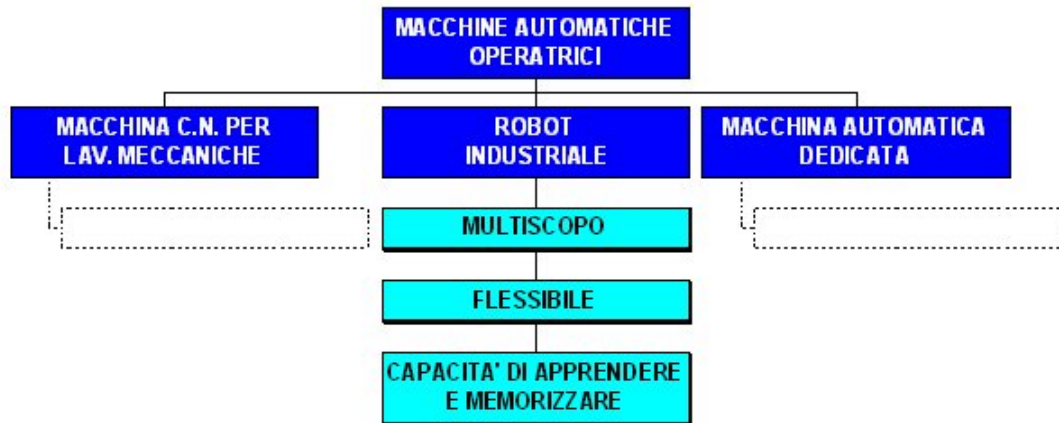 MACCHINE AUTOMATICHE
OPERATRICI
MACCHINA C.N. PER
LAV. MECCANICHE
ROBOT
INDUSTRIALE
MACCHINA AUTOMATICA
DEDICATA
MULTISCOPO
FLESSIBILE
CAPACITA' DI APPRENDERE
E MEMORIZZARE